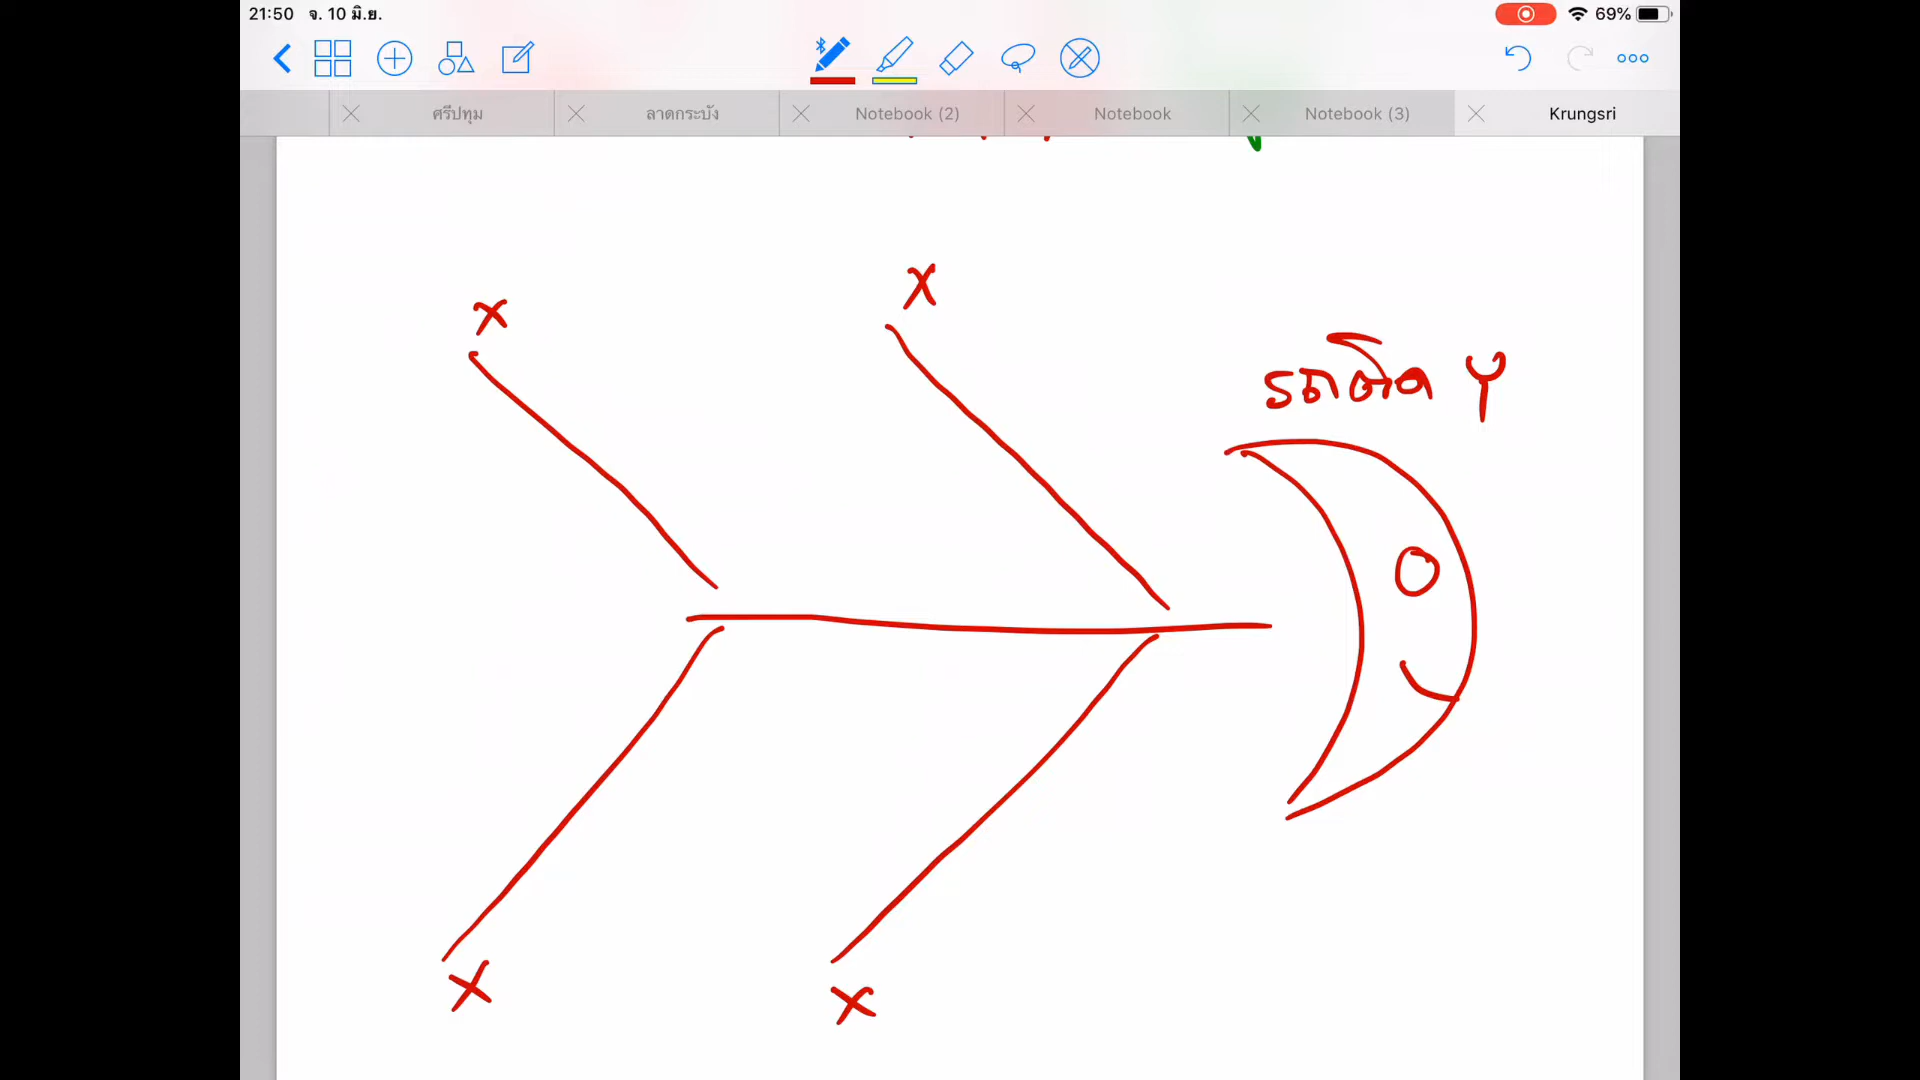 21:50 จ. 10 มิ.ย. 69%
ศรีปทุม ลาดกระบัง Notebook (2) Notebook Notebook (3) Krungsri
x
X
รถติด Y
x
x